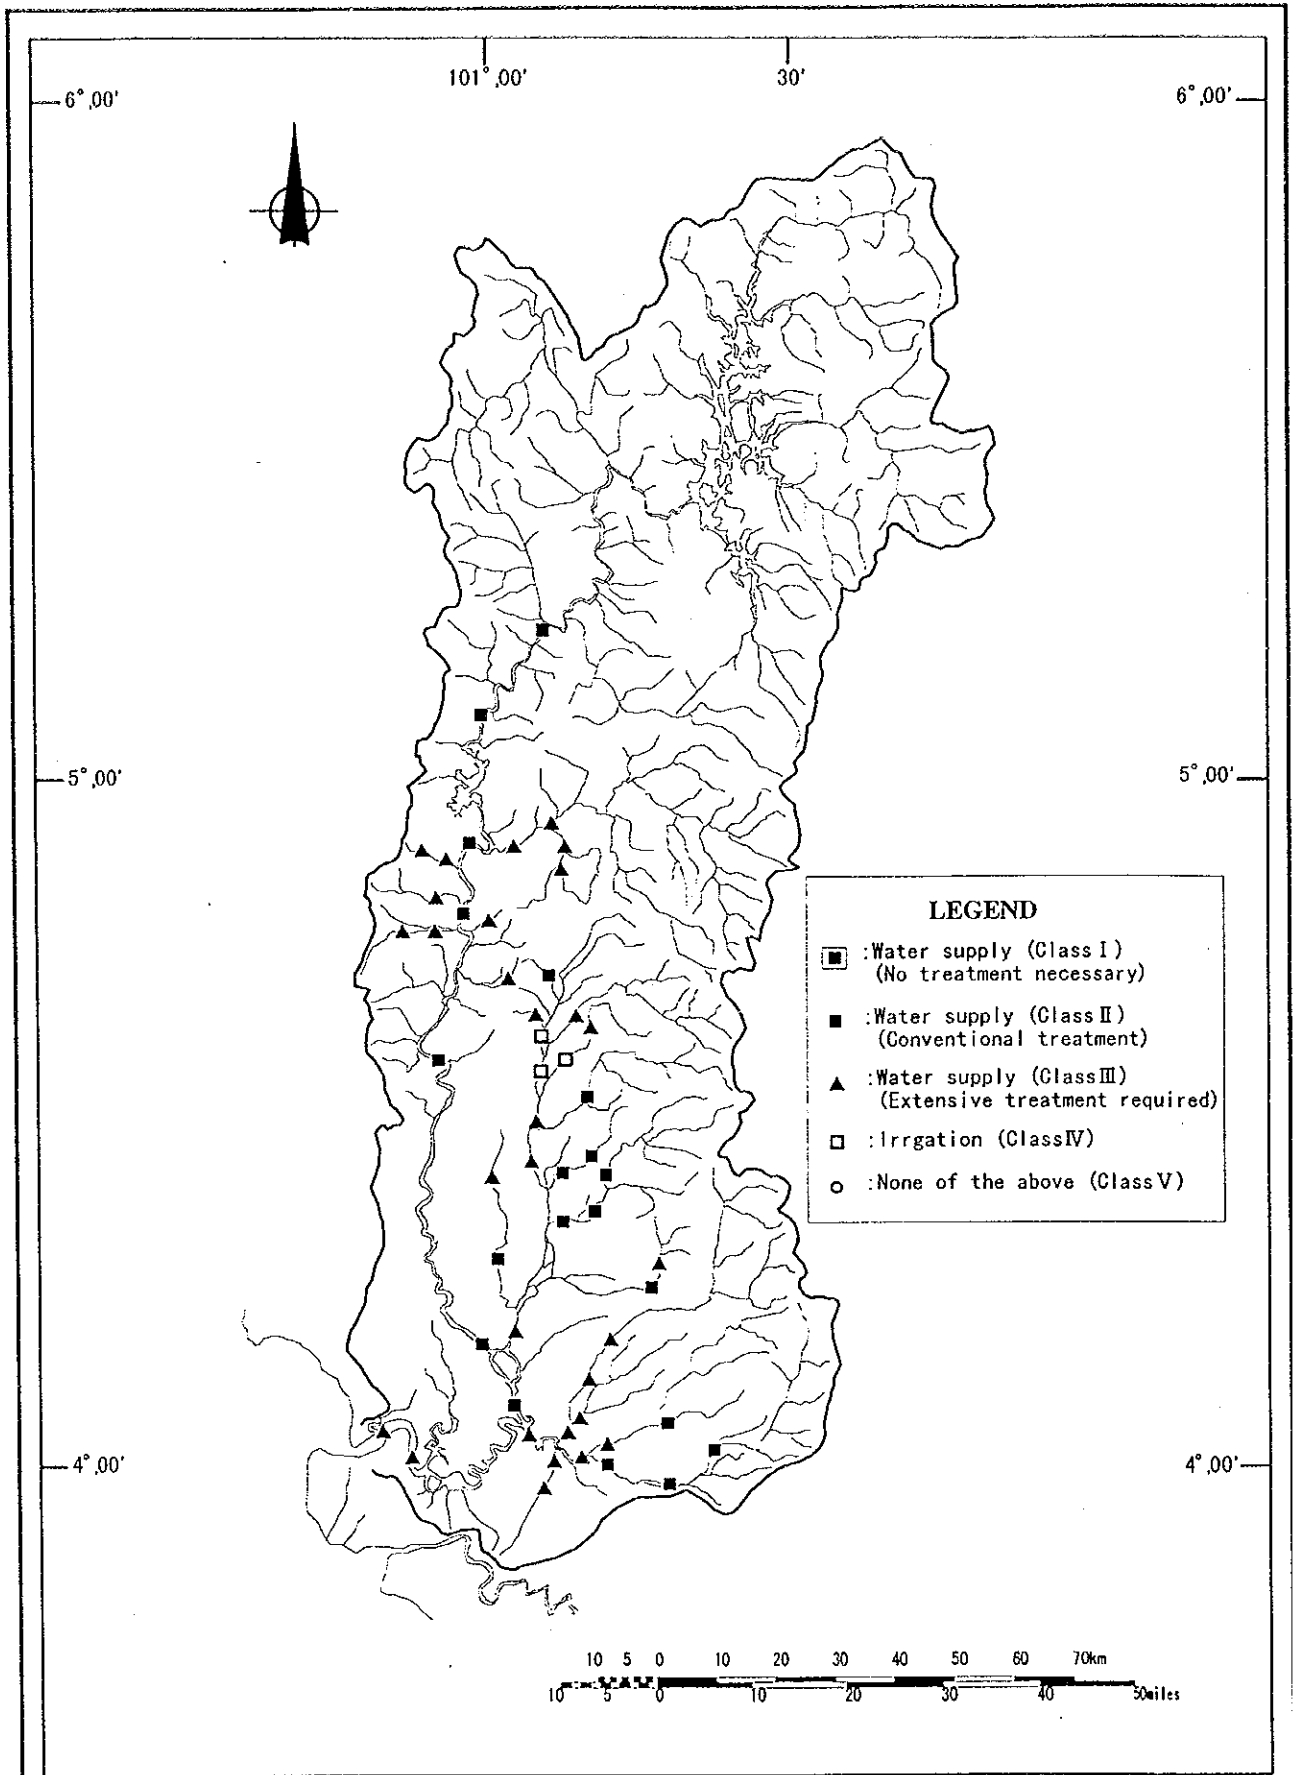 101°,00' 30'
6°,00' 6°,00'
5°,00' 5°,00'
LEGEND
:Water supply (Class I)
(No treatment necessary)
:Water supply (Class II)
(Conventional treatment)
:Water supply (Class III)
(Extensive treatment required)
:Irrgation (Class IV)
:None of the above (Class V)
4°,00' 4°,00'
10 5 0 10 20 30 40 50 60 70km
10 5 0 10 20 30 40 50miles